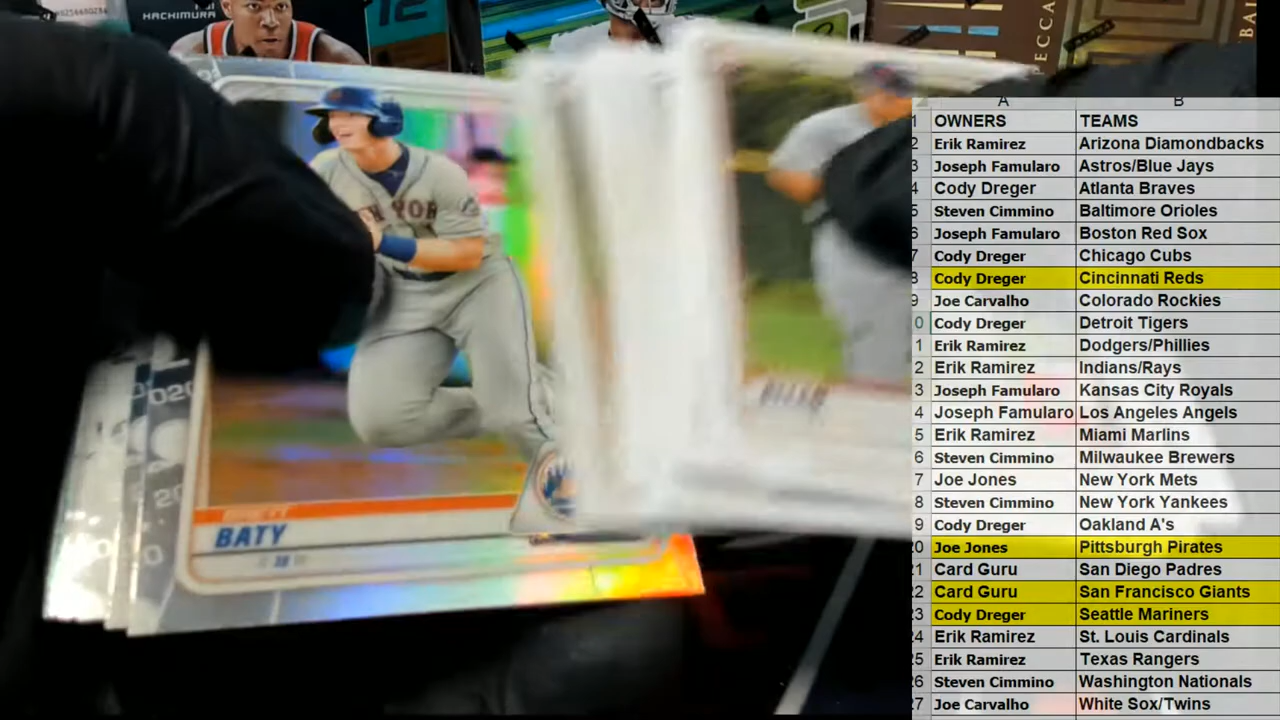 HACHIMURA
12
PECCA
BAL
NEW YOR
BATY
3B
A B
1 OWNERS TEAMS
2 Erik Ramirez Arizona Diamondbacks
3 Joseph Famularo Astros/Blue Jays
4 Cody Dreger Atlanta Braves
5 Steven Cimmino Baltimore Orioles
6 Joseph Famularo Boston Red Sox
7 Cody Dreger Chicago Cubs
8 Cody Dreger Cincinnati Reds
9 Joe Carvalho Colorado Rockies
0 Cody Dreger Detroit Tigers
1 Erik Ramirez Dodgers/Phillies
2 Erik Ramirez Indians/Rays
3 Joseph Famularo Kansas City Royals
4 Joseph Famularo Los Angeles Angels
5 Erik Ramirez Miami Marlins
6 Steven Cimmino Milwaukee Brewers
7 Joe Jones New York Mets
8 Steven Cimmino New York Yankees
9 Cody Dreger Oakland A's
20 Joe Jones Pittsburgh Pirates
21 Card Guru San Diego Padres
22 Card Guru San Francisco Giants
23 Cody Dreger Seattle Mariners
24 Erik Ramirez St. Louis Cardinals
25 Erik Ramirez Texas Rangers
26 Steven Cimmino Washington Nationals
27 Joe Carvalho White Sox/Twins